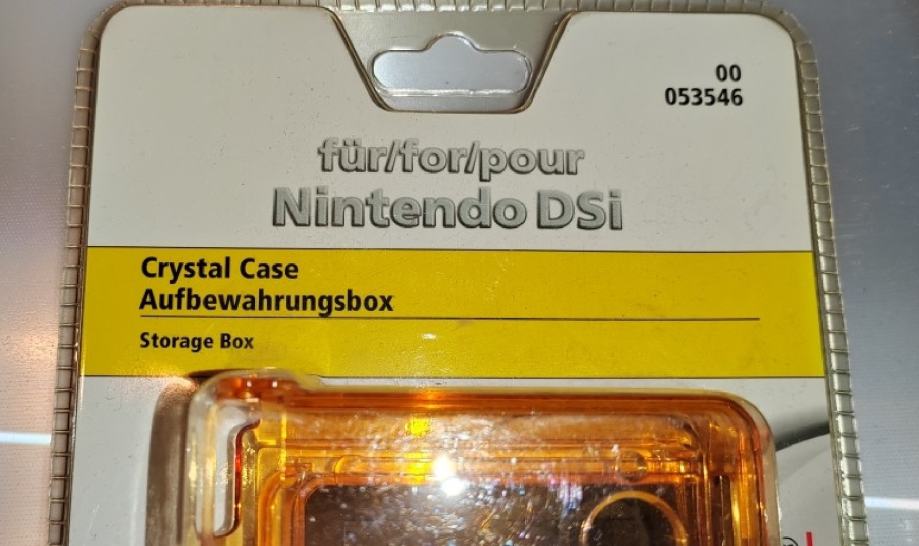 00
053546
für/for/pour
Nintendo DSi
Crystal Case
Aufbewahrungsbox
Storage Box